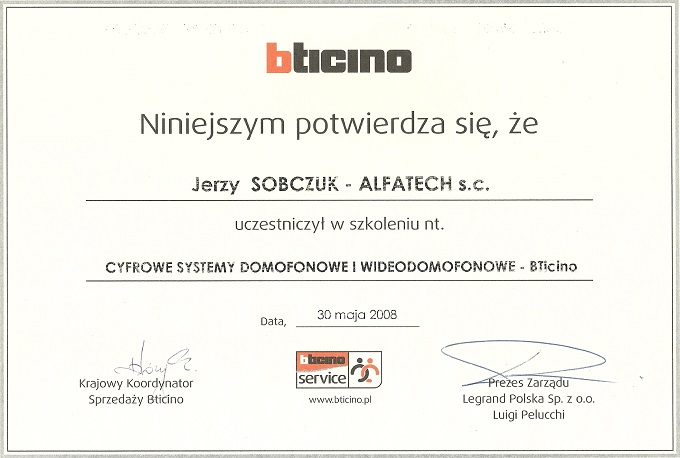 bticino
Niniejszym potwierdza się, że
Jerzy SOBCZUK - ALFATECH s.c.
uczestniczył w szkoleniu nt.
CYFROWE SYSTEMY DOMOFONOWE I WIDEODOMOFONOWE - BTicino
Data, 30 maja 2008
Krajowy Koordynator
Sprzedaży Bticino
bticino
service
www.bticino.pl
Prezes Zarządu
Legrand Polska Sp. z o.o.
Luigi Pelucchi